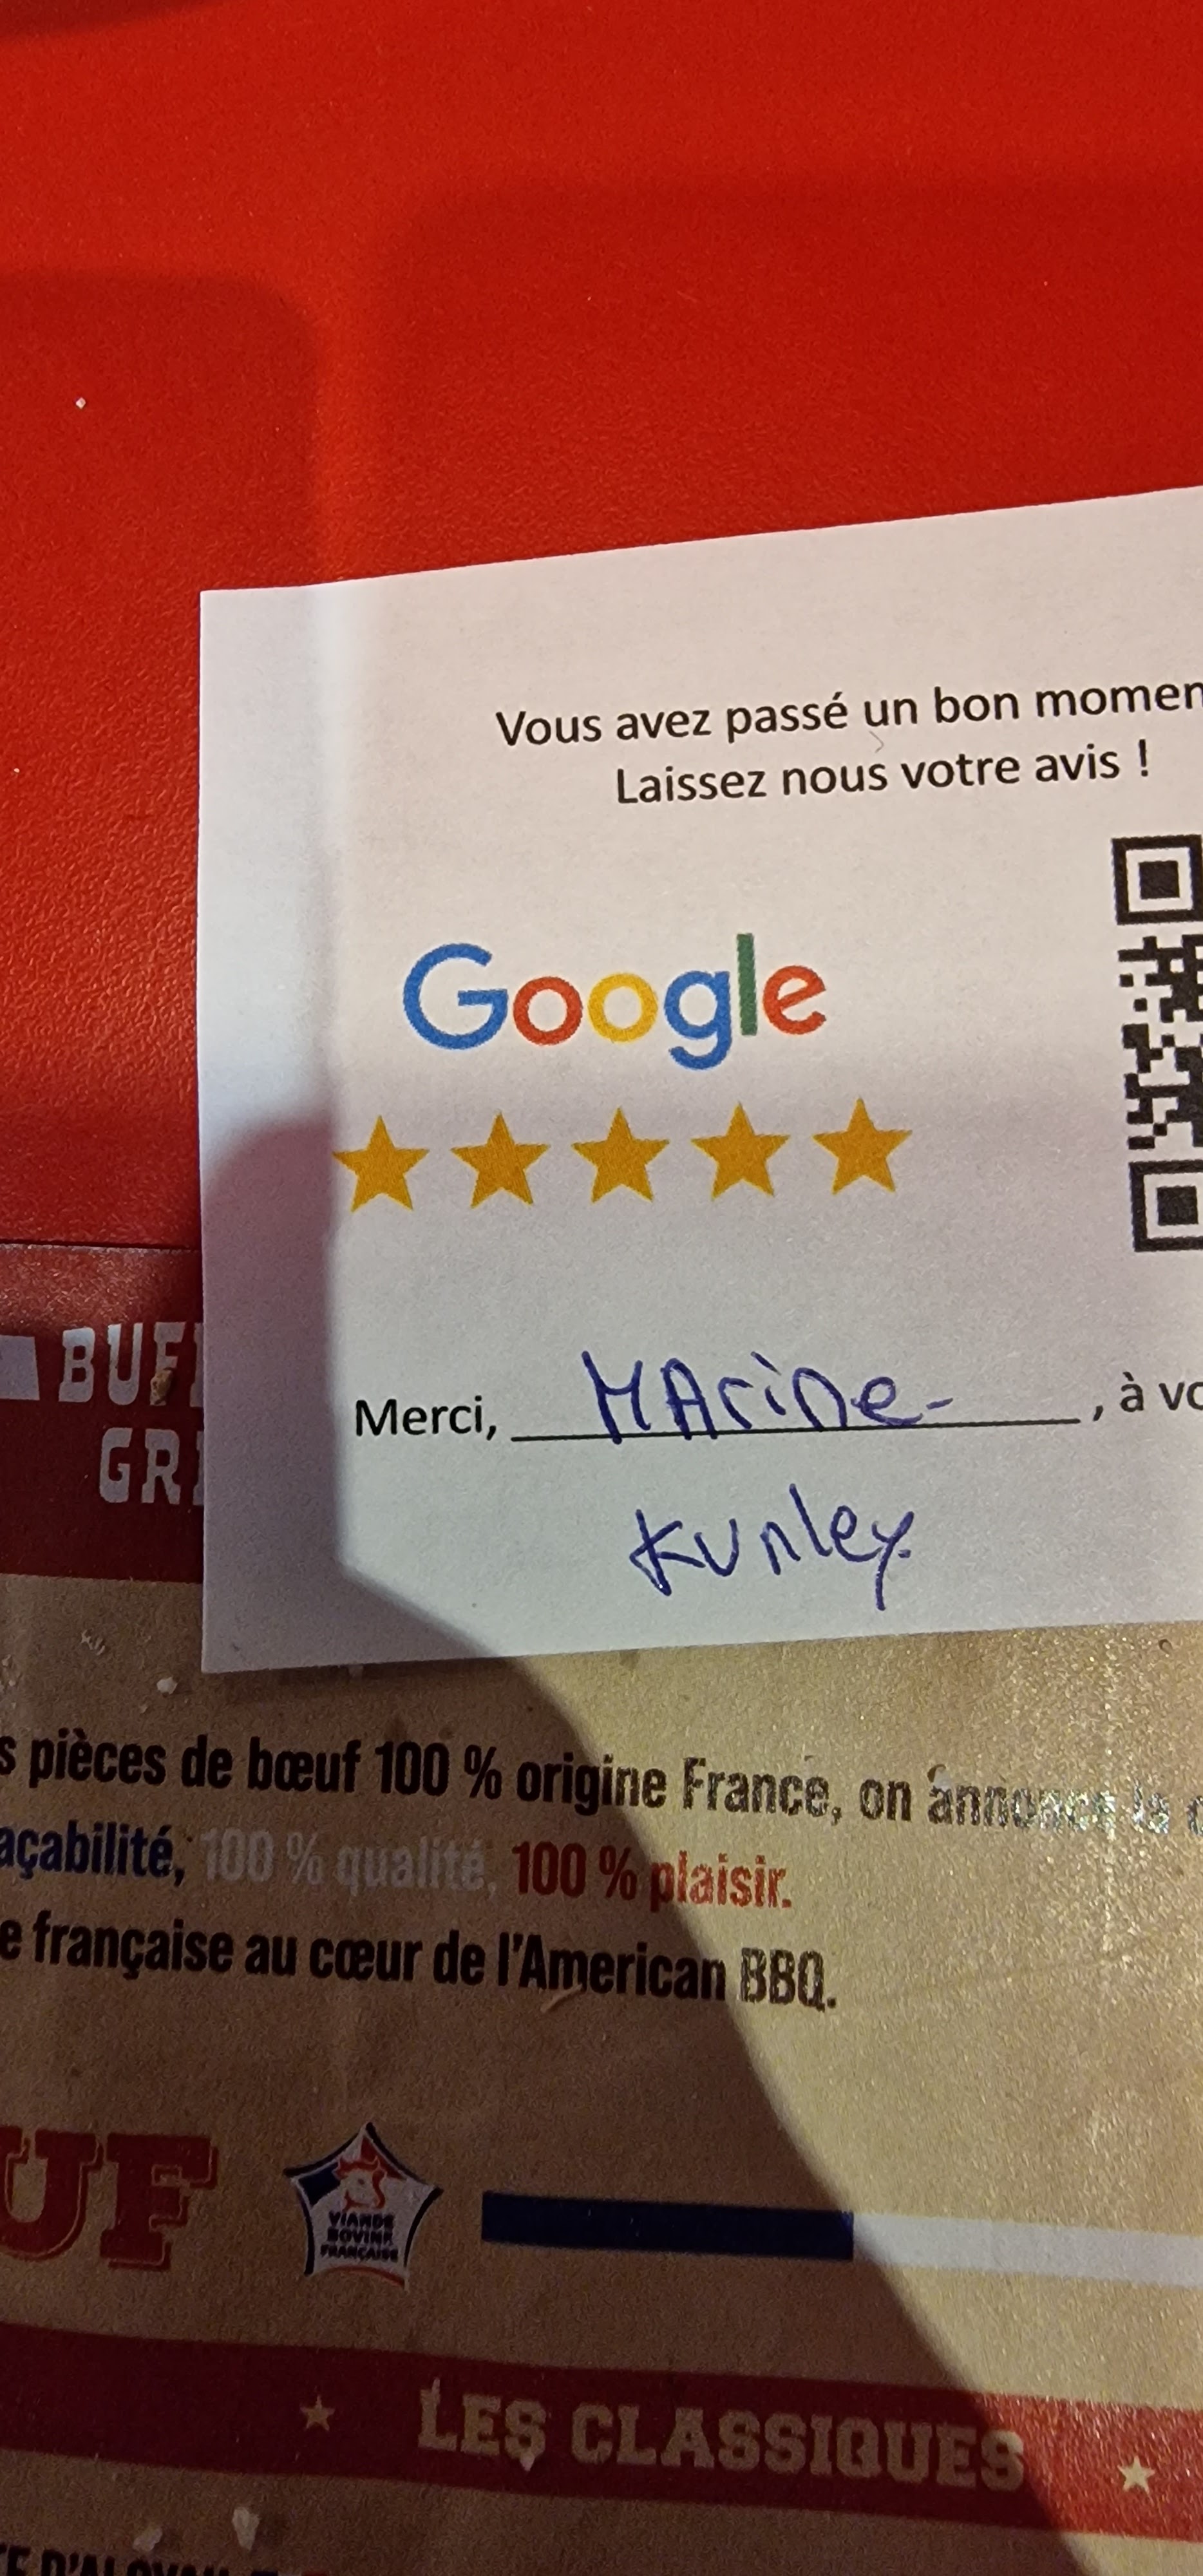 Vous avez passé un bon momen
Laissez nous votre avis !
Google
Merci, MArine- , à vo
Kunley.
BUF
GRI
s pièces de bœuf 100 % origine France, on annonce la
açabilité, 100 % qualité, 100 % plaisir.
e française au cœur de l'American BBQ.
UF
VIANDE
BOVINE
FRANÇAISE
LES CLASSIQUES